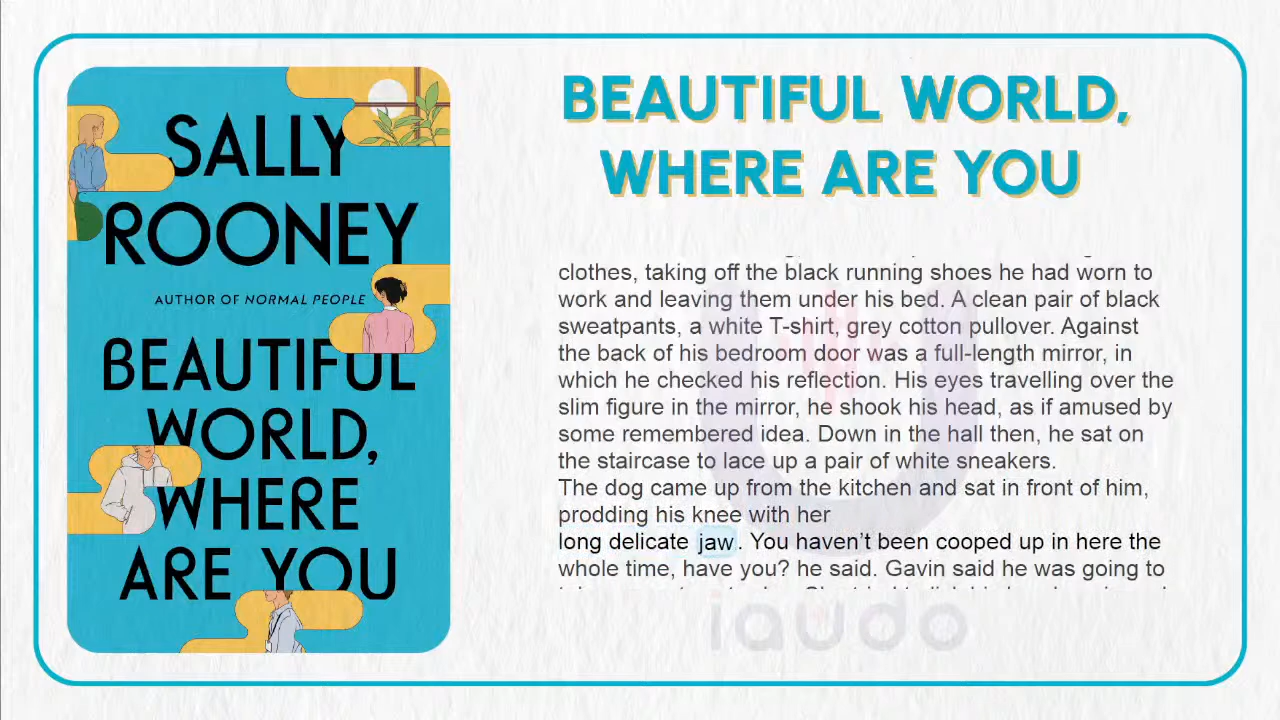 SALLY
ROONEY
AUTHOR OF NORMAL PEOPLE
BEAUTIFUL
WORLD,
WHERE
ARE YOU
BEAUTIFUL WORLD,
WHERE ARE YOU
clothes, taking off the black running shoes he had worn to
work and leaving them under his bed. A clean pair of black
sweatpants, a white T-shirt, grey cotton pullover. Against
the back of his bedroom door was a full-length mirror, in
which he checked his reflection. His eyes travelling over the
slim figure in the mirror, he shook his head, as if amused by
some remembered idea. Down in the hall then, he sat on
the staircase to lace up a pair of white sneakers.
The dog came up from the kitchen and sat in front of him,
prodding his knee with her
long delicate jaw. You haven’t been cooped up in here the
whole time, have you? he said. Gavin said he was going to
iaudo